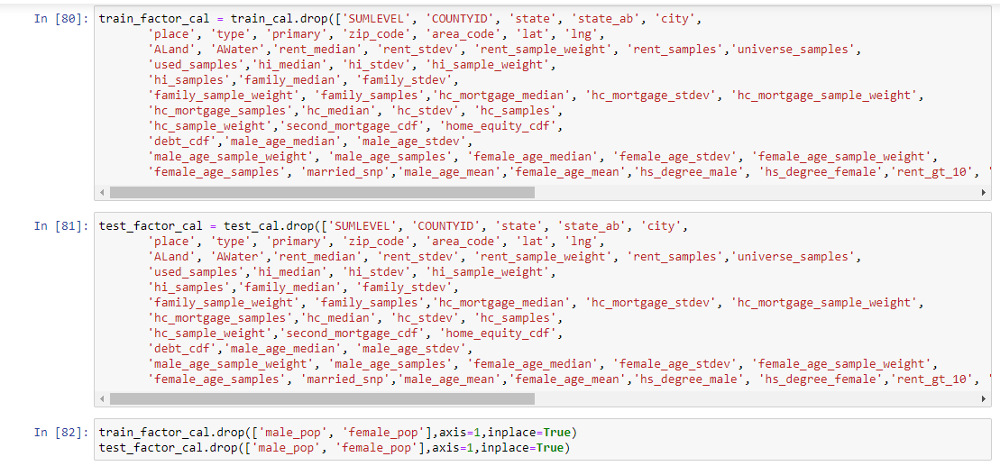 In [80]: train_factor_cal = train_cal.drop(['SUMLEVEL', 'COUNTYID', 'state', 'state_ab', 'city',
'place', 'type', 'primary', 'zip_code', 'area_code', 'lat', 'lng',
'ALand', 'AWater','rent_median', 'rent_stdev', 'rent_sample_weight', 'rent_samples','universe_samples',
'used_samples','hi_median', 'hi_stdev', 'hi_sample_weight',
'hi_samples','family_median', 'family_stdev',
'family_sample_weight', 'family_samples','hc_mortgage_median', 'hc_mortgage_stdev', 'hc_mortgage_sample_weight',
'hc_mortgage_samples','hc_median', 'hc_stdev', 'hc_samples',
'hc_sample_weight','second_mortgage_cdf', 'home_equity_cdf',
'debt_cdf','male_age_median', 'male_age_stdev',
'male_age_sample_weight', 'male_age_samples', 'female_age_median', 'female_age_stdev', 'female_age_sample_weight',
'female_age_samples', 'married_snp','male_age_mean','female_age_mean','hs_degree_male', 'hs_degree_female','rent_gt_10', '
In [81]: test_factor_cal = test_cal.drop(['SUMLEVEL', 'COUNTYID', 'state', 'state_ab', 'city',
'place', 'type', 'primary', 'zip_code', 'area_code', 'lat', 'lng',
'ALand', 'AWater','rent_median', 'rent_stdev', 'rent_sample_weight', 'rent_samples','universe_samples',
'used_samples','hi_median', 'hi_stdev', 'hi_sample_weight',
'hi_samples','family_median', 'family_stdev',
'family_sample_weight', 'family_samples','hc_mortgage_median', 'hc_mortgage_stdev', 'hc_mortgage_sample_weight',
'hc_mortgage_samples','hc_median', 'hc_stdev', 'hc_samples',
'hc_sample_weight','second_mortgage_cdf', 'home_equity_cdf',
'debt_cdf','male_age_median', 'male_age_stdev',
'male_age_sample_weight', 'male_age_samples', 'female_age_median', 'female_age_stdev', 'female_age_sample_weight',
'female_age_samples', 'married_snp','male_age_mean','female_age_mean','hs_degree_male', 'hs_degree_female','rent_gt_10', '
In [82]: train_factor_cal.drop(['male_pop', 'female_pop'],axis=1,inplace=True)
test_factor_cal.drop(['male_pop', 'female_pop'],axis=1,inplace=True)